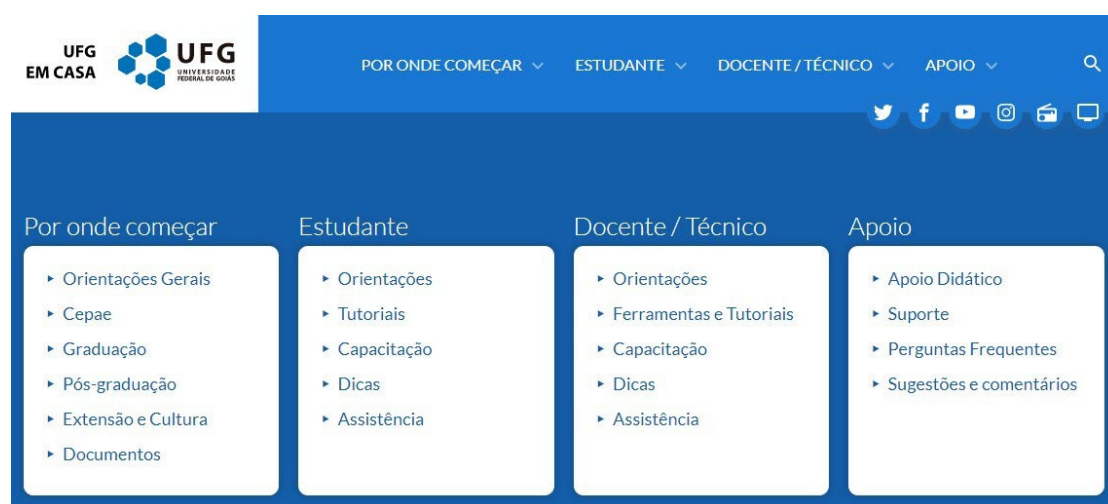 UFG
EM CASA
UFG
UNIVERSIDADE
FEDERAL DE GOIÁS
POR ONDE COMEÇAR
ESTUDANTE
DOCENTE / TÉCNICO
APOIO
Por onde começar
Orientações Gerais
Cepae
Graduação
Pós-graduação
Extensão e Cultura
Documentos
Estudante
Orientações
Tutoriais
Capacitação
Dicas
Assistência
Docente / Técnico
Orientações
Ferramentas e Tutoriais
Capacitação
Dicas
Assistência
Apoio
Apoio Didático
Suporte
Perguntas Frequentes
Sugestões e comentários